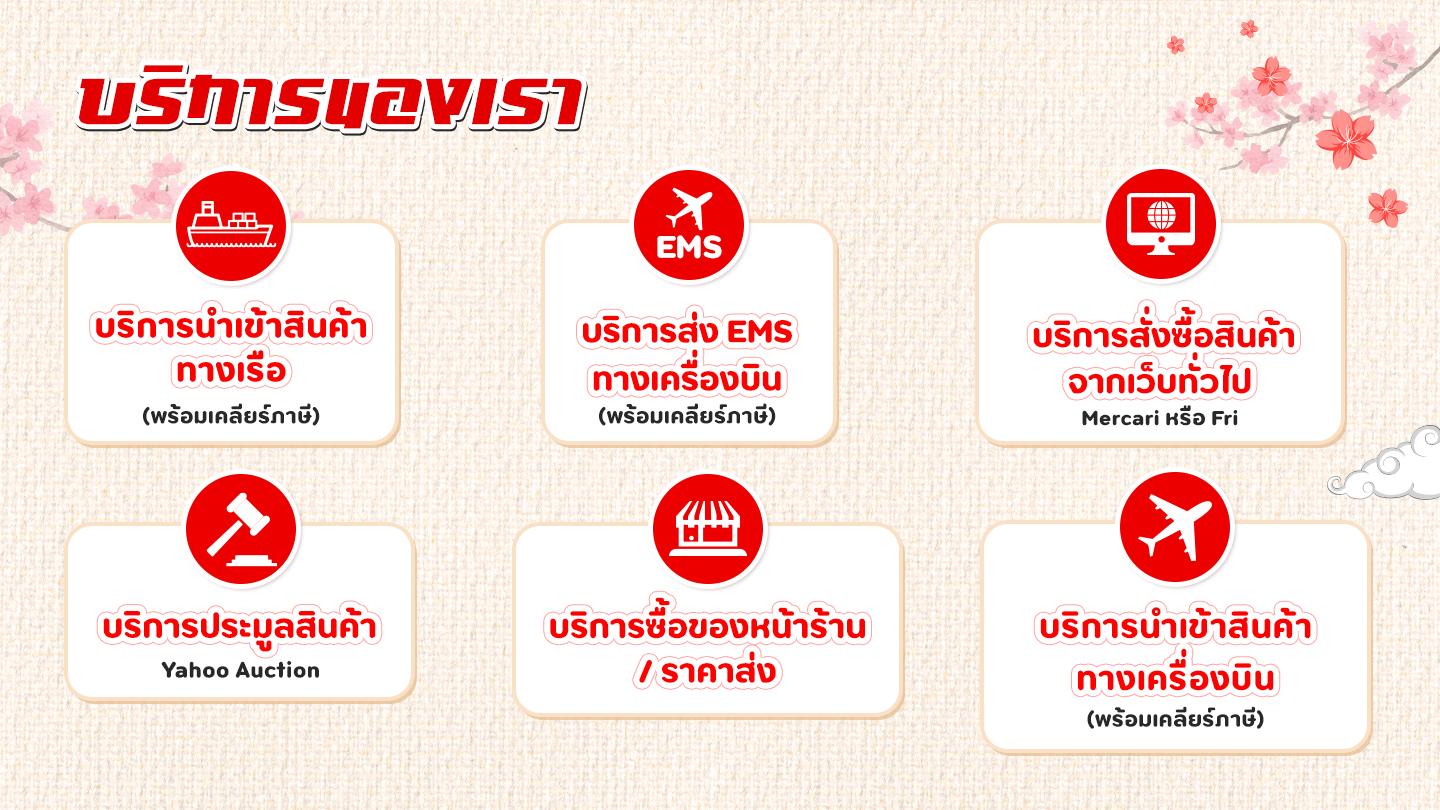 บริการของเรา
บริการนำเข้าสินค้า
ทางเรือ
(พร้อมเคลียร์ภาษี)
EMS
บริการส่ง EMS
ทางเครื่องบิน
(พร้อมเคลียร์ภาษี)
บริการสั่งซื้อสินค้า
จากเว็บทั่วไป
Mercari หรือ Fri
บริการประมูลสินค้า
Yahoo Auction
บริการซื้อของหน้าร้าน
/ ราคาส่ง
บริการนำเข้าสินค้า
ทางเครื่องบิน
(พร้อมเคลียร์ภาษี)